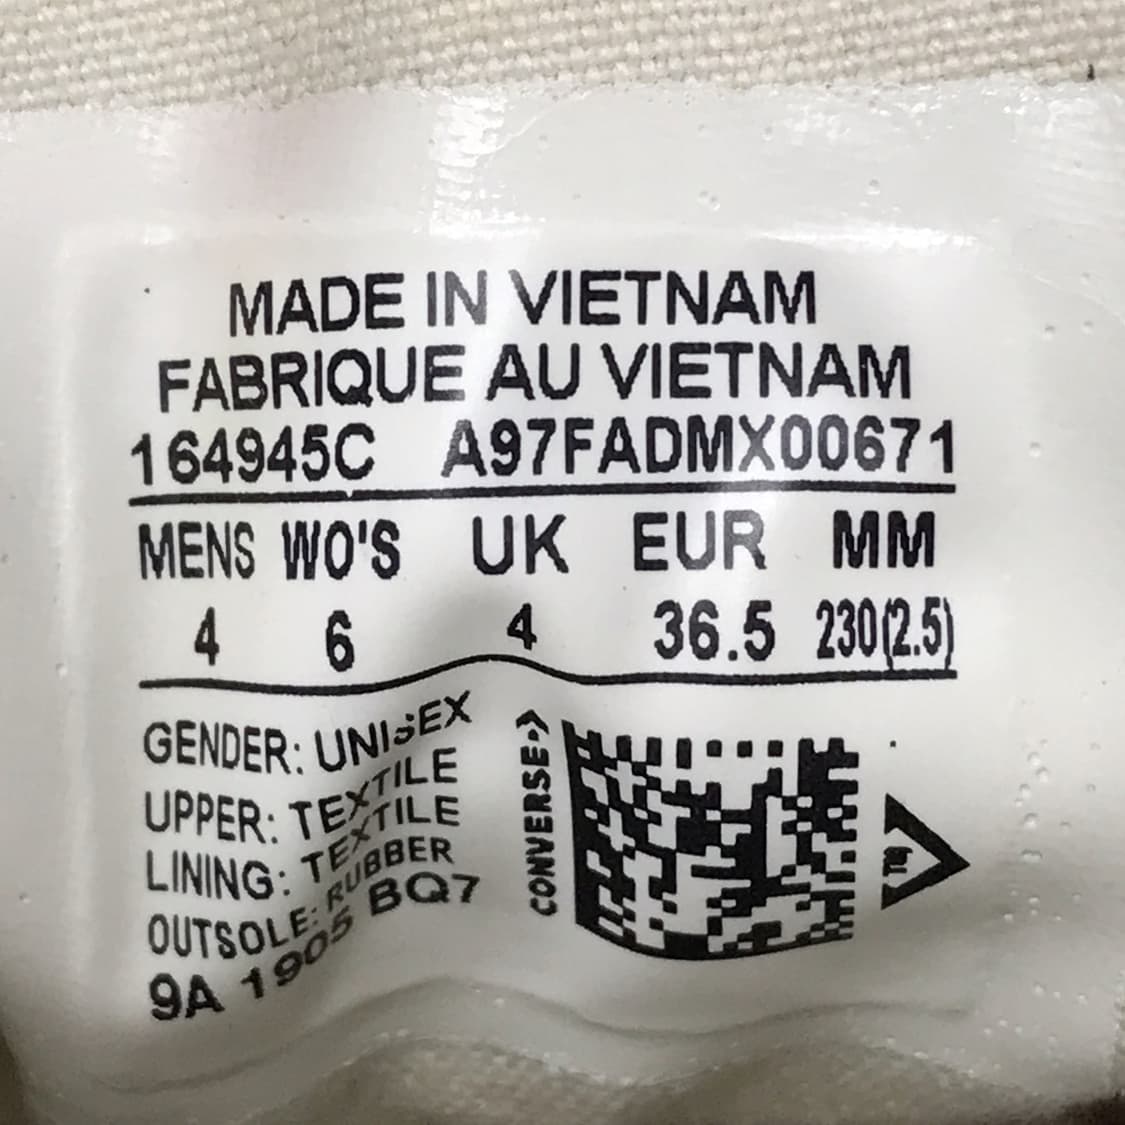 MADE IN VIETNAM
FABRIQUE AU VIETNAM
164945C A97FADMX00671
MENS WO'S UK EUR MM
4 6 4 36.5 230(2.5)
GENDER: UNISEX
UPPER: TEXTILE
LINING: TEXTILE
OUTSOLE: RUBBER
9A 1905 BQ7
CONVERSE